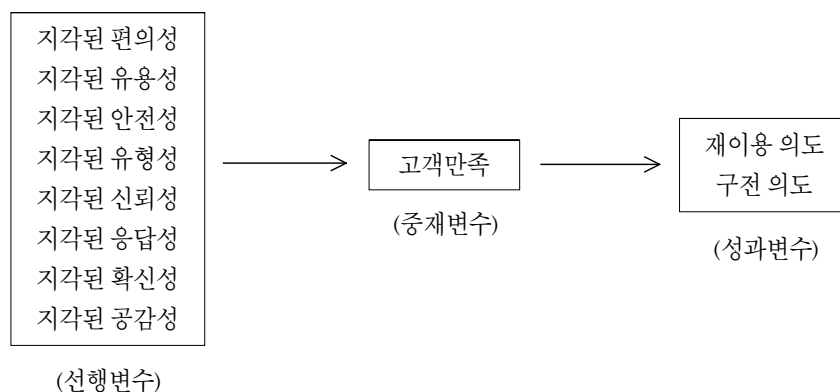 지각된 편의성
지각된 유용성
지각된 안전성
지각된 유형성
지각된 신뢰성
지각된 응답성
지각된 확신성
지각된 공감성
(선행변수)
고객만족
(중재변수)
재이용 의도
구전 의도
(성과변수)